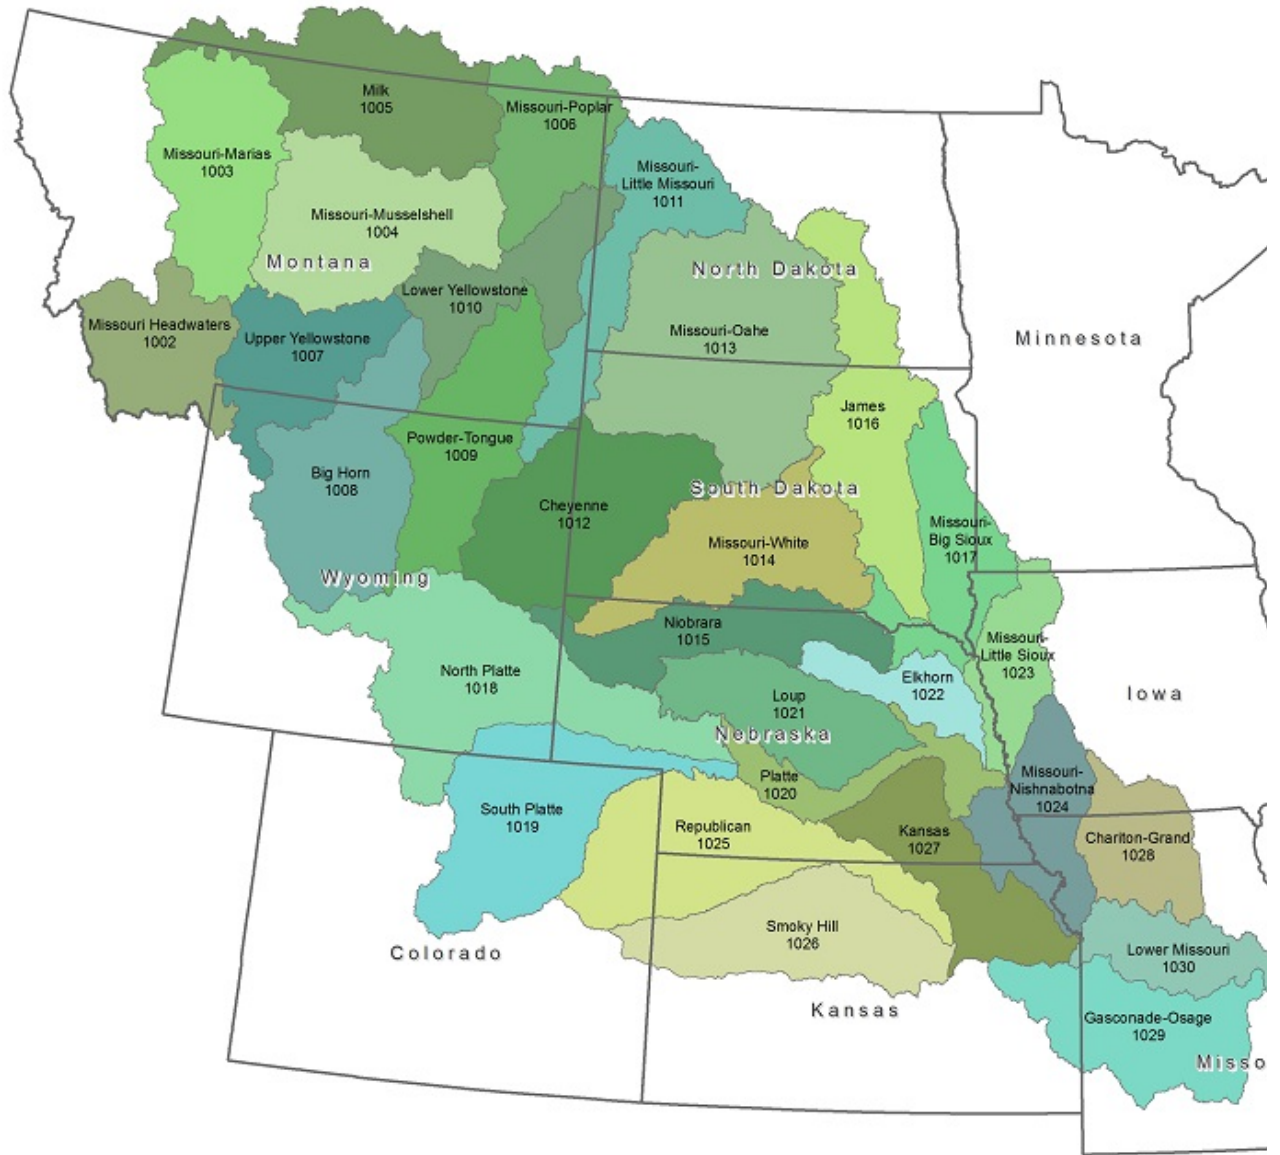 Milk
1005
Missouri-Poplar
1006
Missouri-Marias
1003
Missouri-
Little Missouri
1011
Missouri-Musselshell
1004
Montana
North Dakota
Lower Yellowstone
1010
Missouri Headwaters
1002
Upper Yellowstone
1007
Missouri-Oahe
1013
Minnesota
James
1016
Powder-Tongue
1009
Big Horn
1008
South Dakota
Cheyenne
1012
Missouri-
Big Sioux
1017
Missouri-White
1014
Wyoming
Niobrara
1015
Missouri-
Little Sioux
1023
North Platte
1018
Elkhorn
1022
Iowa
Loup
1021
Nebraska
Platte
1020
Missouri-
Nishnabotna
1024
South Platte
1019
Republican
1025
Kansas
1027
Chariton-Grand
1028
Smoky Hill
1026
Colorado
Lower Missouri
1030
Kansas
Gasconade-Osage
1029
Misso